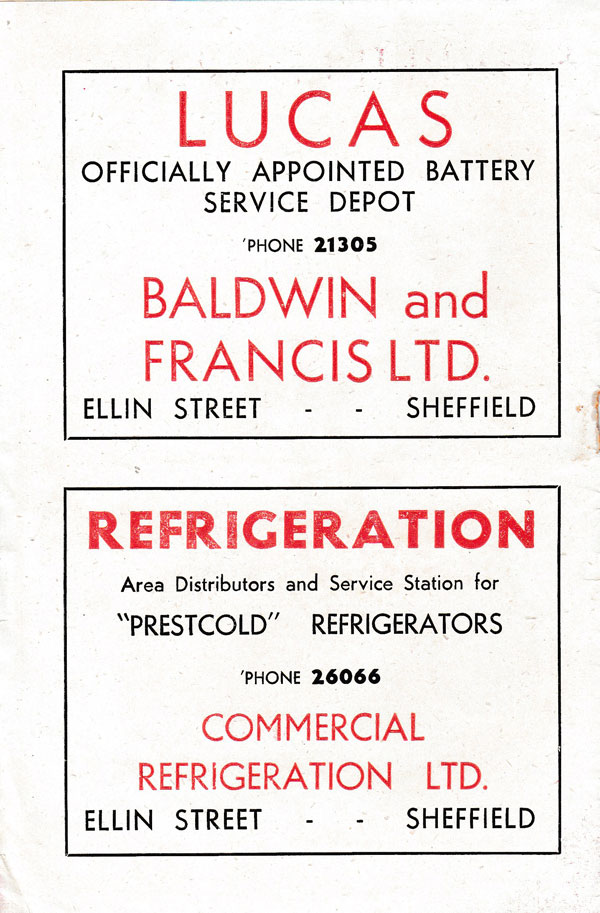 LUCAS
OFFICIALLY APPOINTED BATTERY
SERVICE DEPOT
'PHONE 21305
BALDWIN and
FRANCIS LTD.
ELLIN STREET - - SHEFFIELD
REFRIGERATION
Area Distributors and Service Station for
"PRESTCOLD" REFRIGERATORS
'PHONE 26066
COMMERCIAL
REFRIGERATION LTD.
ELLIN STREET - - SHEFFIELD